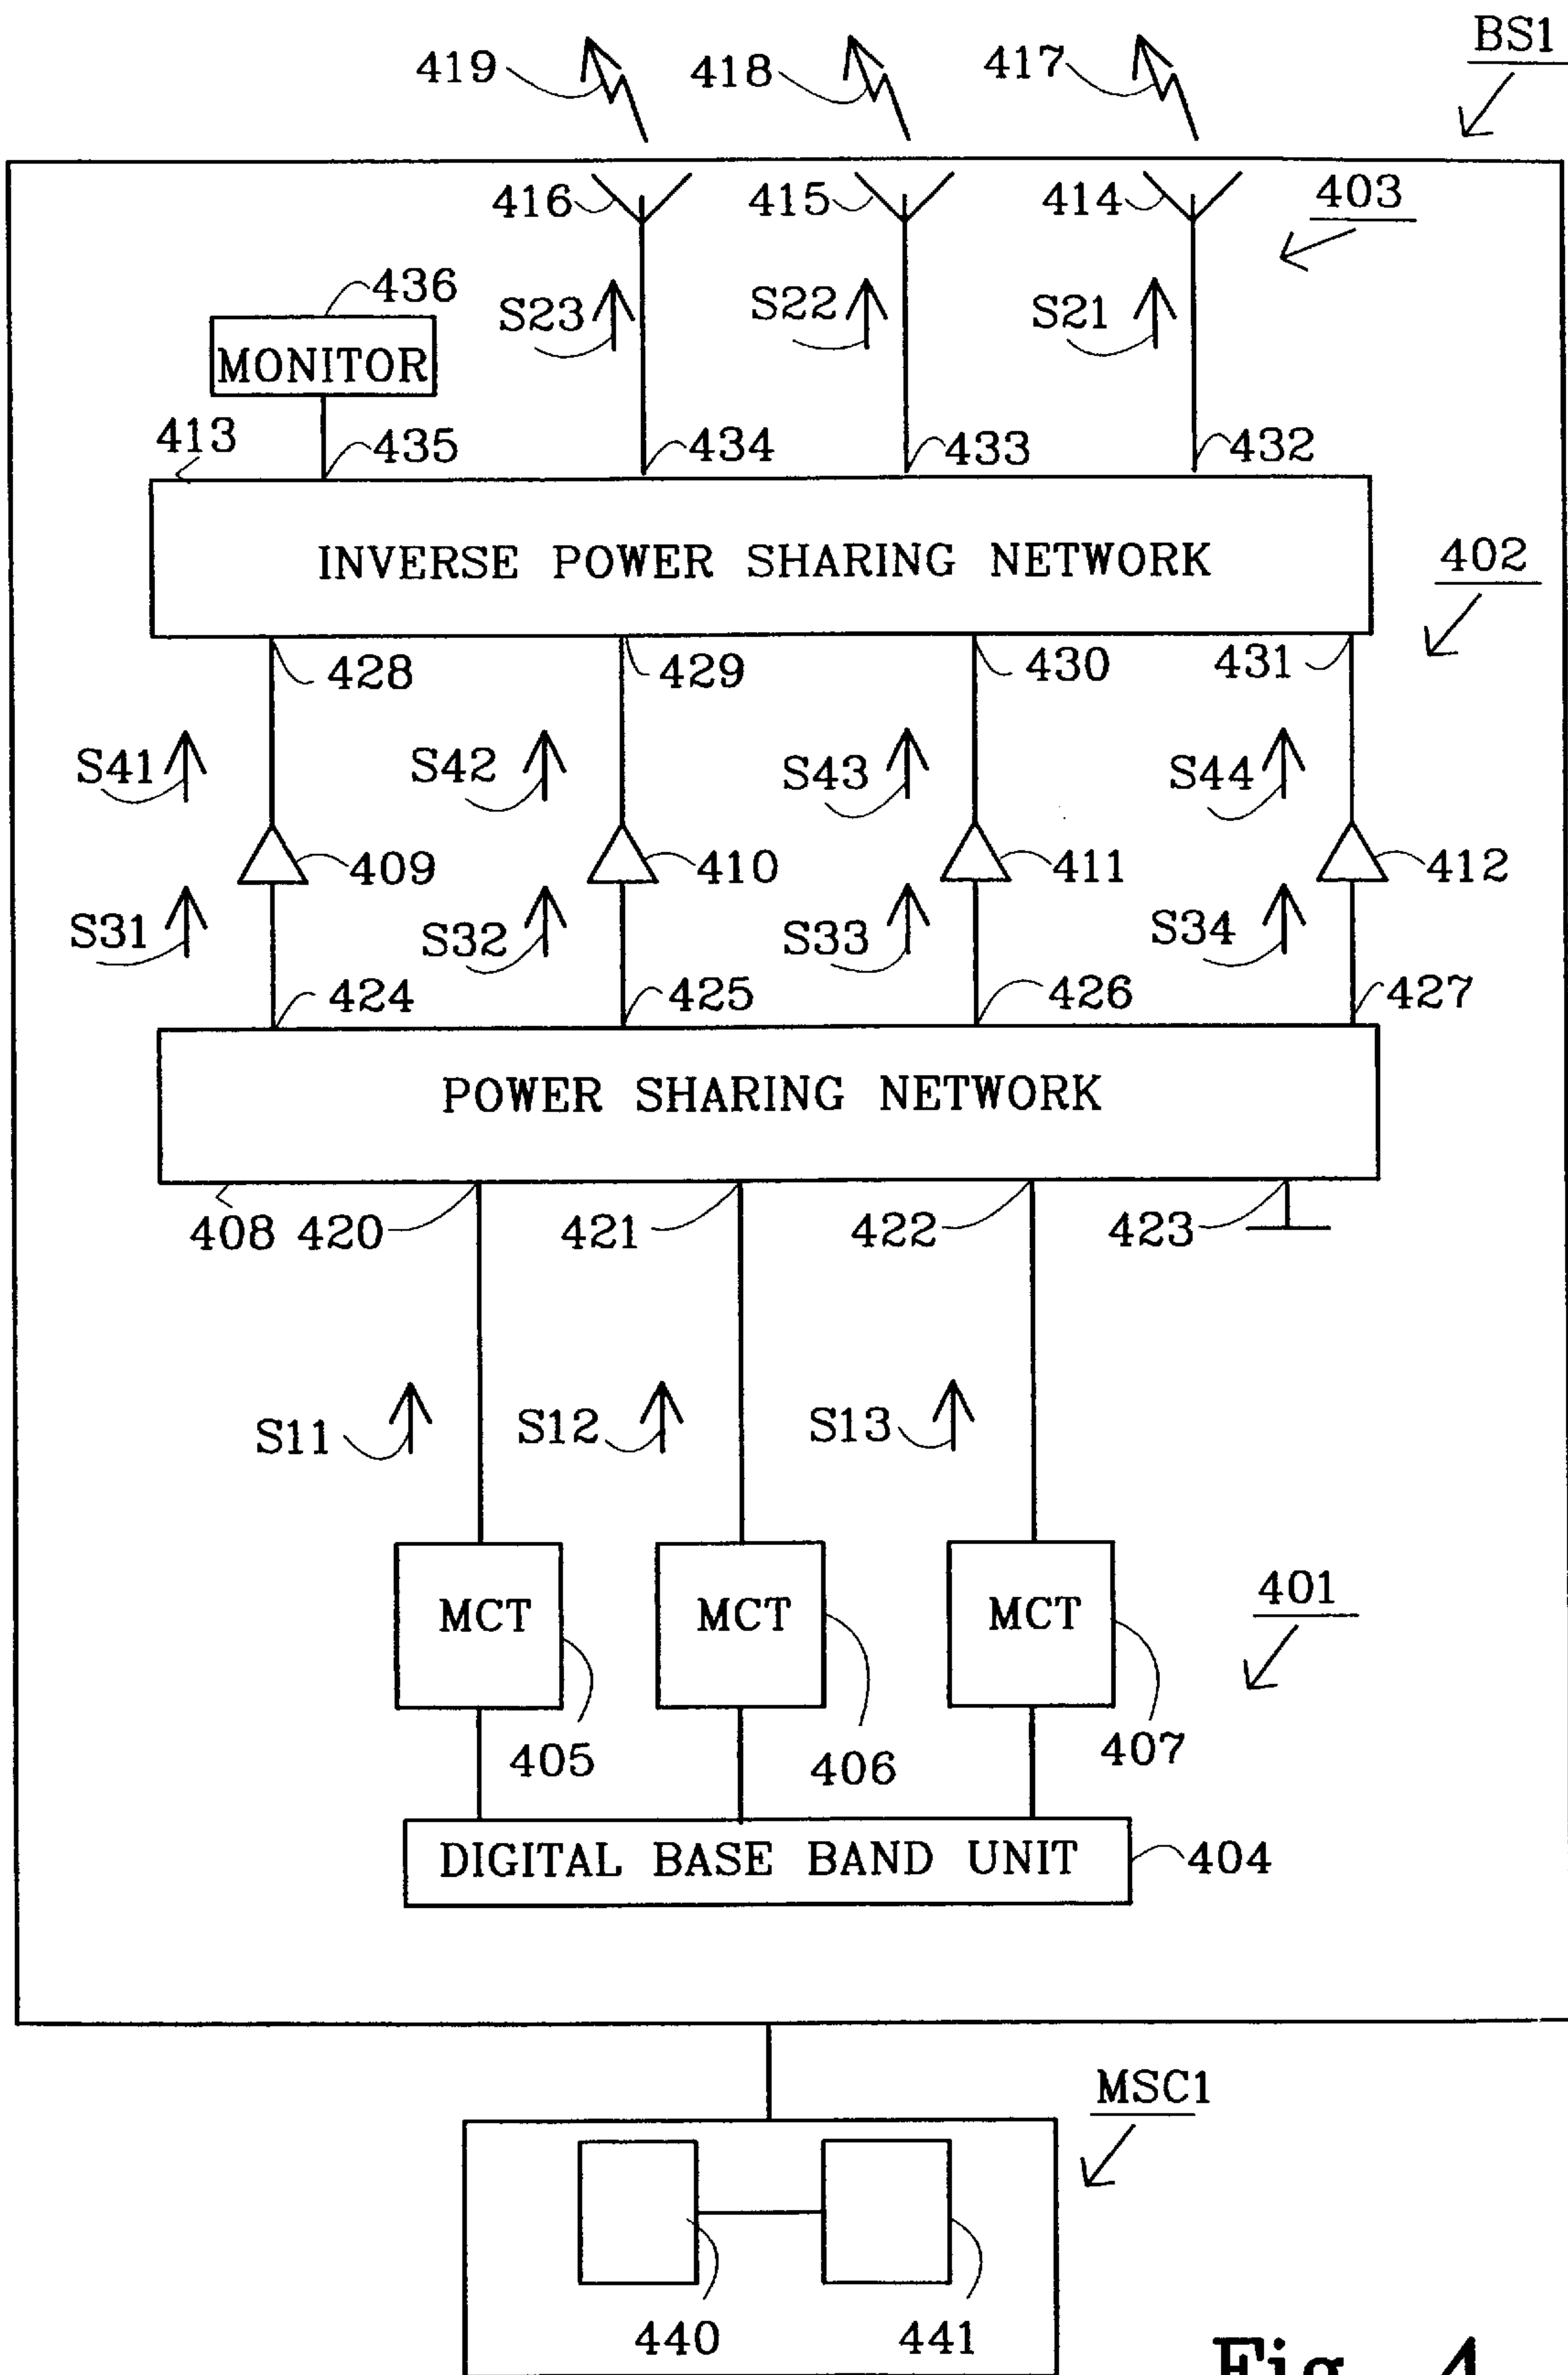 BS1
419 418 417
416 415 414 403
S23 S22 S21
436
MONITOR
413 435 434 433 432
INVERSE POWER SHARING NETWORK
402
428 429 430 431
S41 S42 S43 S44
409 410 411 412
S31 S32 S33 S34
424 425 426 427
POWER SHARING NETWORK
408 420 421 422 423
S11 S12 S13
MCT MCT MCT
401
405 406 407
DIGITAL BASE BAND UNIT 404
MSC1
440 441
Fig. 4